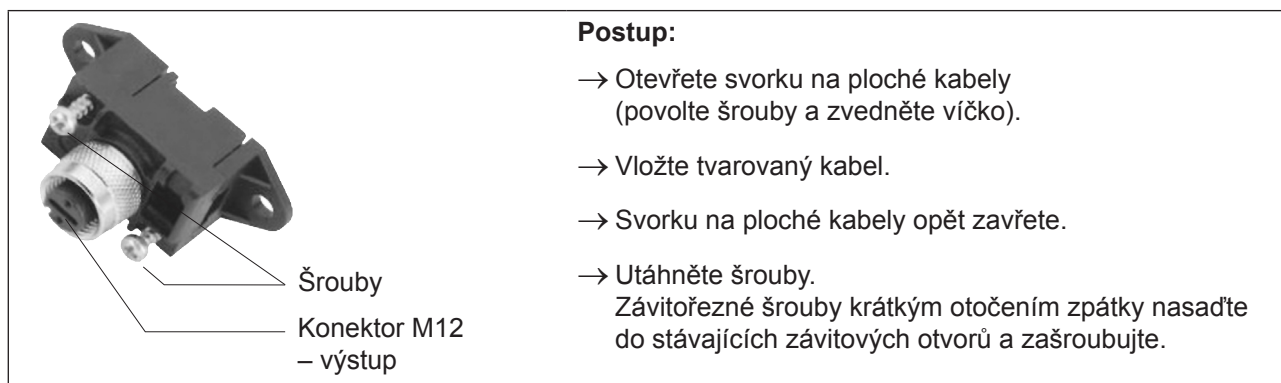 Postup:
→ Otevřete svorku na ploché kabely
(povolte šrouby a zvedněte víčko).
→ Vložte tvarovaný kabel.
→ Svorku na ploché kabely opět zavřete.
→ Utáhněte šrouby.
Závitořezné šrouby krátkým otočením zpátky nasaďte
do stávajících závitových otvorů a zašroubujte.
Šrouby
Konektor M12
– výstup